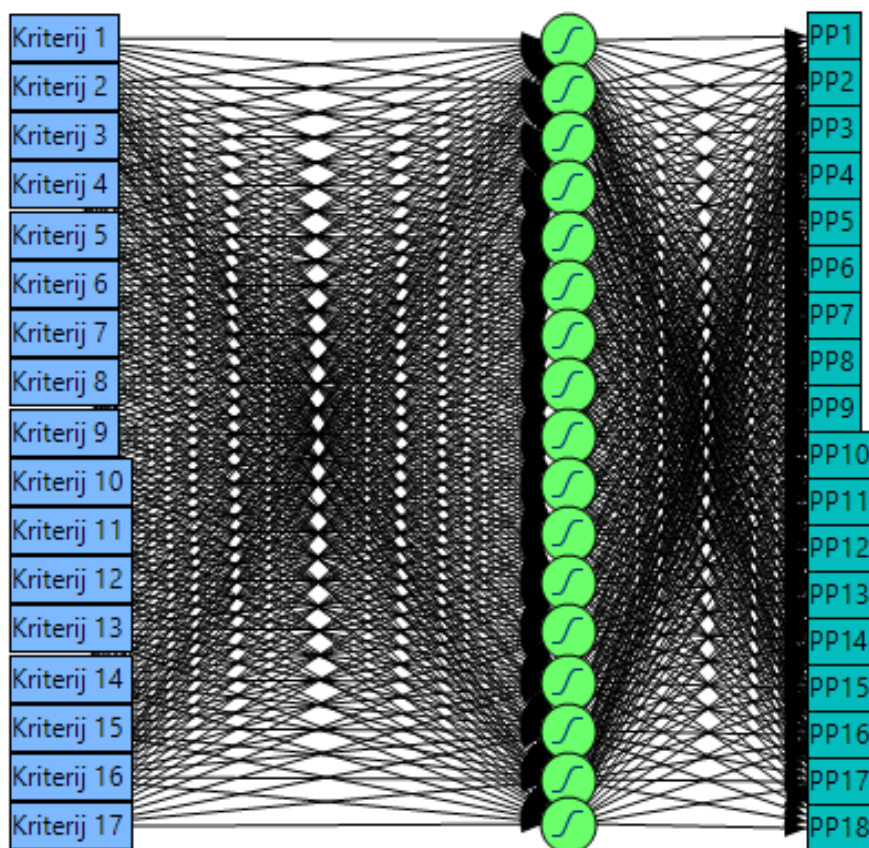 Kriterij 1
Kriterij 2
Kriterij 3
Kriterij 4
Kriterij 5
Kriterij 6
Kriterij 7
Kriterij 8
Kriterij 9
Kriterij 10
Kriterij 11
Kriterij 12
Kriterij 13
Kriterij 14
Kriterij 15
Kriterij 16
Kriterij 17
PP1
PP2
PP3
PP4
PP5
PP6
PP7
PP8
PP9
PP10
PP11
PP12
PP13
PP14
PP15
PP16
PP17
PP18